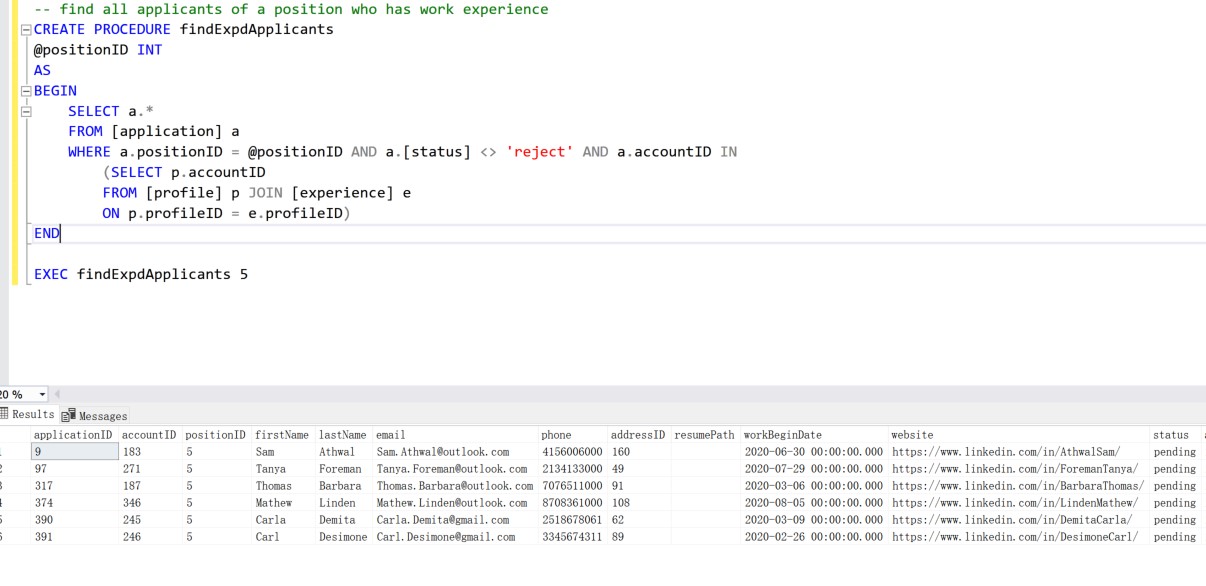 -- find all applicants of a position who has work experience
CREATE PROCEDURE findExpdApplicants
@positionID INT
AS
BEGIN
SELECT a.*
FROM [application] a
WHERE a.positionID = @positionID AND a.[status] <> 'reject' AND a.accountID IN
(SELECT p.accountID
FROM [profile] p JOIN [experience] e
ON p.profileID = e.profileID)
END
EXEC findExpdApplicants 5
20 %
Results Messages
applicationID accountID positionID firstName lastName email phone addressID resumePath workBeginDate website status
9 183 5 Sam Athwal Sam.Athwal@outlook.com 4156006000 160 2020-06-30 00:00:00.000 https://www.linkedin.com/in/AthwalSam/ pending
97 271 5 Tanya Foreman Tanya.Foreman@outlook.com 2134133000 49 2020-07-29 00:00:00.000 https://www.linkedin.com/in/ForemanTanya/ pending
317 187 5 Thomas Barbara Thomas.Barbara@outlook.com 7076511000 91 2020-03-06 00:00:00.000 https://www.linkedin.com/in/BarbaraThomas/ pending
374 346 5 Mathew Linden Mathew.Linden@outlook.com 8708361000 108 2020-08-05 00:00:00.000 https://www.linkedin.com/in/LindenMathew/ pending
390 245 5 Carla Demita Carla.Demita@gmail.com 2518678061 62 2020-03-09 00:00:00.000 https://www.linkedin.com/in/DemitaCarla/ pending
391 246 5 Carl Desimone Carl.Desimone@gmail.com 3345674311 89 2020-02-26 00:00:00.000 https://www.linkedin.com/in/DesimoneCarl/ pending